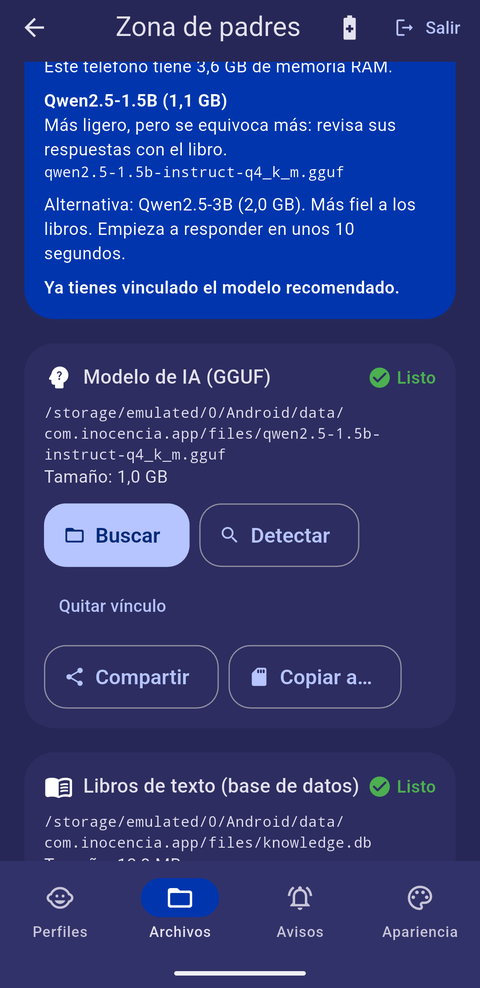 Zona de padres
Salir
Este teléfono tiene 3,6 GB de memoria RAM.
Qwen2.5-1.5B (1,1 GB)
Más ligero, pero se equivoca más: revisa sus
respuestas con el libro.
qwen2.5-1.5b-instruct-q4_k_m.gguf
Alternativa: Qwen2.5-3B (2,0 GB). Más fiel a los
libros. Empieza a responder en unos 10
segundos.
Ya tienes vinculado el modelo recomendado.
Modelo de IA (GGUF)
Listo
/storage/emulated/0/Android/data/
com.inocencia.app/files/qwen2.5-1.5b-
instruct-q4_k_m.gguf
Tamaño: 1,0 GB
Buscar
Detectar
Quitar vínculo
Compartir
Copiar a...
Libros de texto (base de datos)
Listo
/storage/emulated/0/Android/data/
com.inocencia.app/files/knowledge.db
Perfiles
Archivos
Avisos
Apariencia